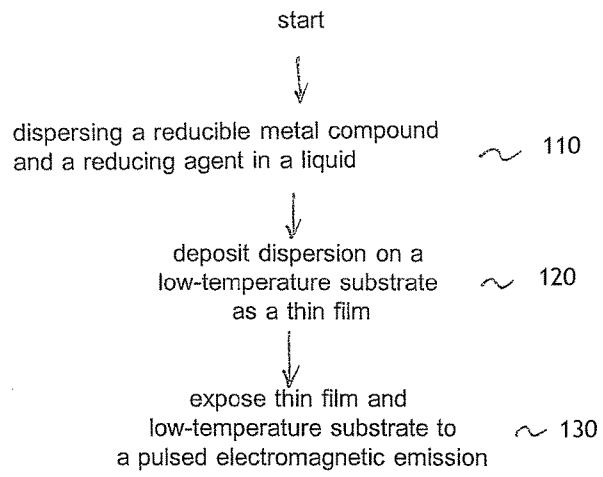 start
dispersing a reducible metal compound
and a reducing agent in a liquid
110
deposit dispersion on a
low-temperature substrate
as a thin film
120
expose thin film and
low-temperature substrate to
a pulsed electromagnetic emission
130